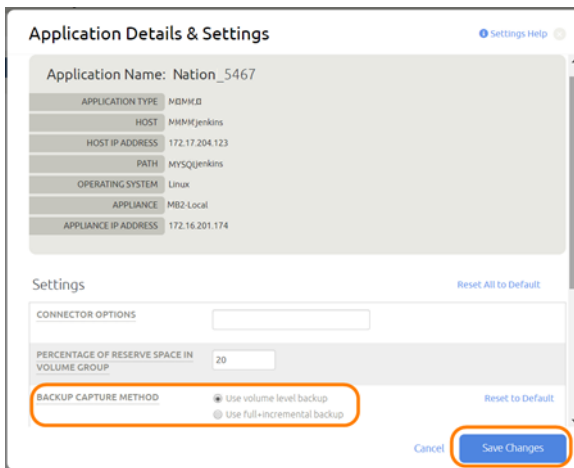 Application Details & Settings
Settings Help
Application Name: Nation_5467
APPLICATION TYPE
HOST jenkins
HOST IP ADDRESS 172.17.204.123
PATH MYSQLjenkins
OPERATING SYSTEM Linux
APPLIANCE MB2-Local
APPLIANCE IP ADDRESS 172.16.201.174
Settings
Reset All to Default
CONNECTOR OPTIONS
PERCENTAGE OF RESERVE SPACE IN
VOLUME GROUP
20
BACKUP CAPTURE METHOD
Use volume level backup
Reset to Default
Use full+incremental backup
Cancel
Save Changes